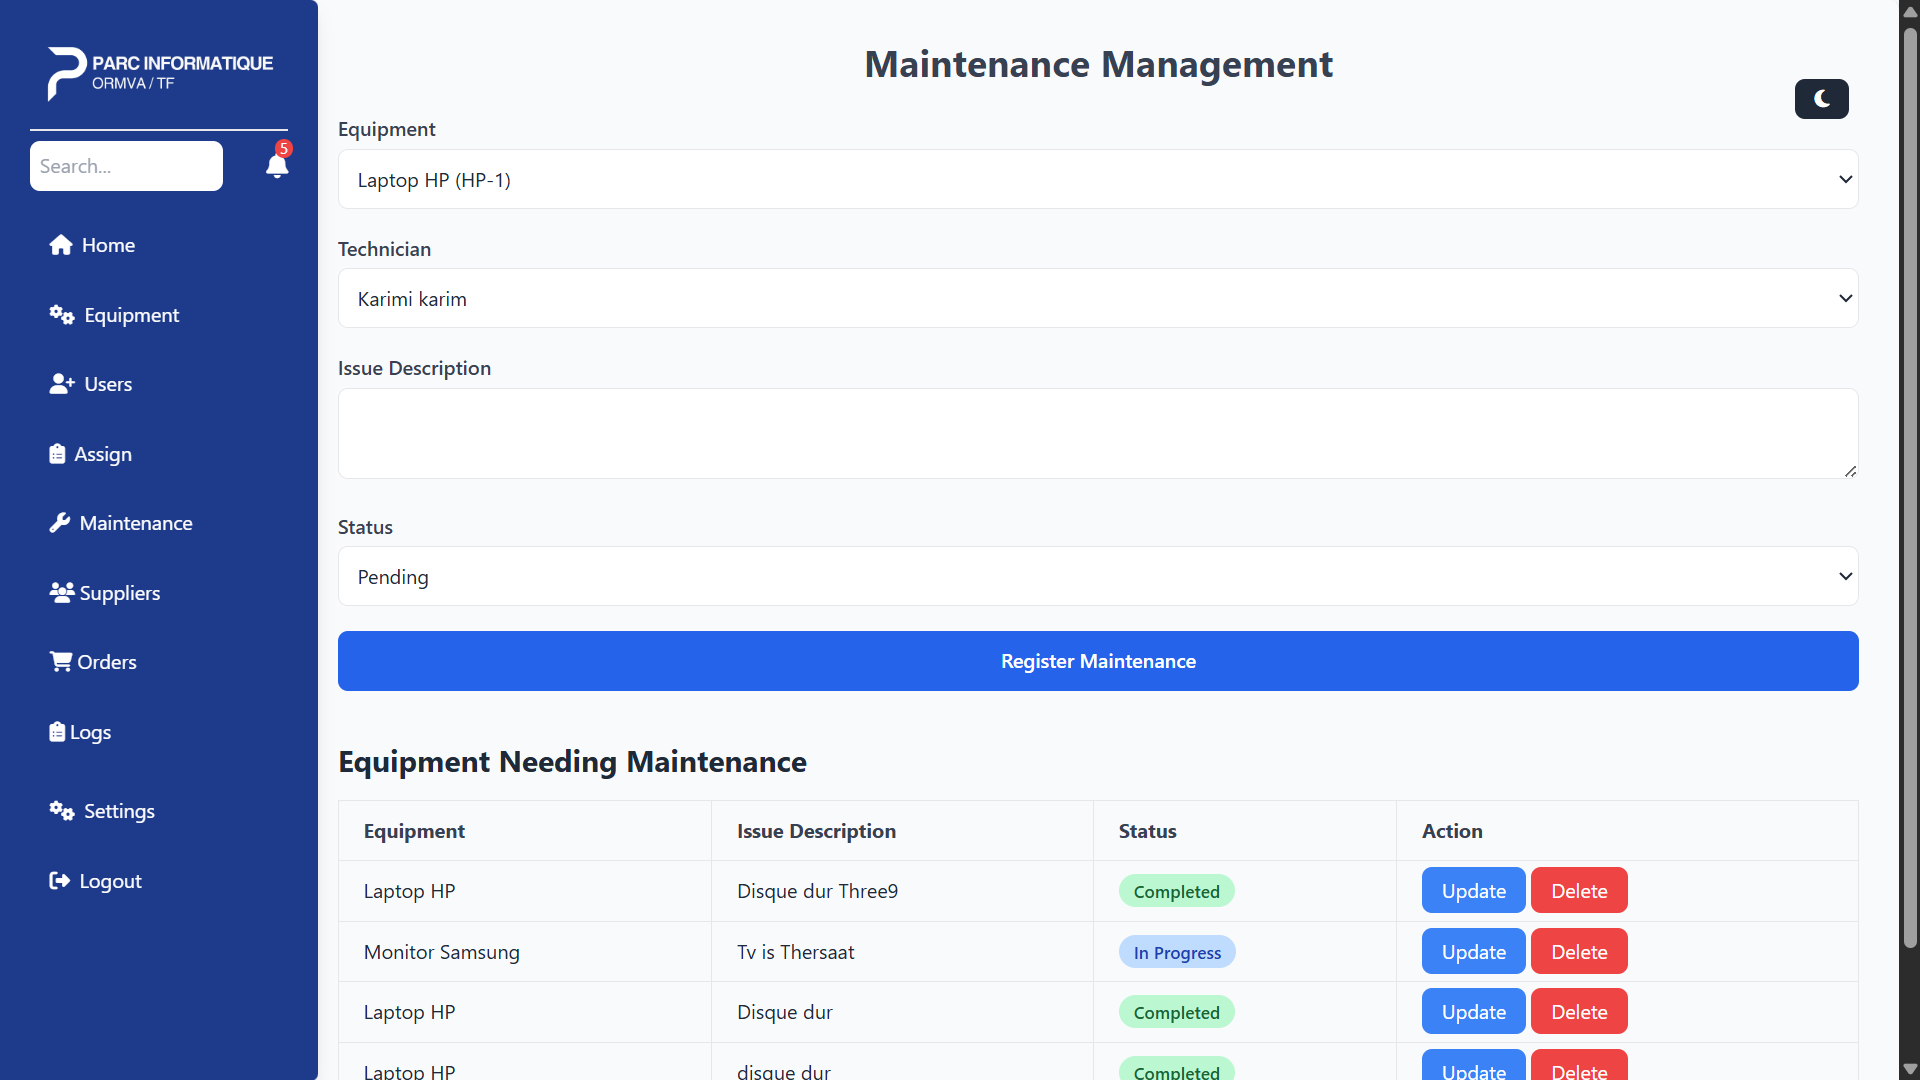 PARC INFORMATIQUE
ORMVA / TF
Search...
5
Home
Equipment
Users
Assign
Maintenance
Suppliers
Orders
Logs
Settings
Logout
Maintenance Management
Equipment
Laptop HP (HP-1)
Technician
Karimi karim
Issue Description
Status
Pending
Register Maintenance
Equipment Needing Maintenance
Equipment Issue Description Status Action
Laptop HP Disque dur Three9 Completed Update Delete
Monitor Samsung Tv is Thersaat In Progress Update Delete
Laptop HP Disque dur Completed Update Delete
Laptop HP disque dur Completed Update Delete